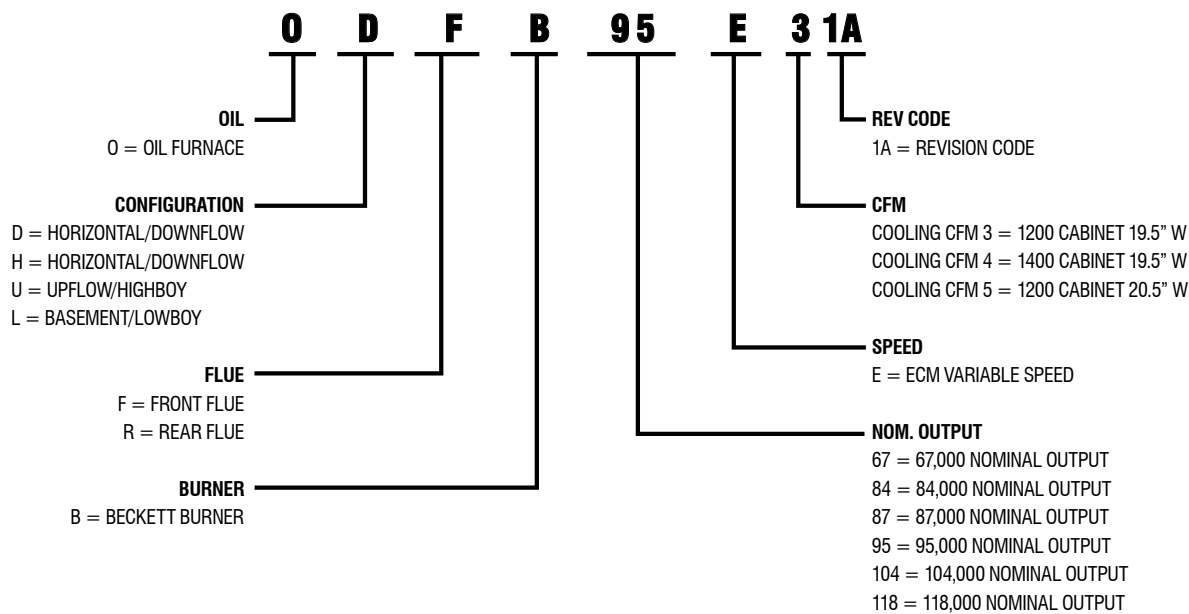 O D F B 95 E 3 1A
OIL
O = OIL FURNACE
CONFIGURATION
D = HORIZONTAL/DOWNFLOW
H = HORIZONTAL/DOWNFLOW
U = UPFLOW/HIGHBOY
L = BASEMENT/LOWBOY
FLUE
F = FRONT FLUE
R = REAR FLUE
BURNER
B = BECKETT BURNER
REV CODE
1A = REVISION CODE
CFM
COOLING CFM 3 = 1200 CABINET 19.5” W
COOLING CFM 4 = 1400 CABINET 19.5” W
COOLING CFM 5 = 1200 CABINET 20.5” W
SPEED
E = ECM VARIABLE SPEED
NOM. OUTPUT
67 = 67,000 NOMINAL OUTPUT
84 = 84,000 NOMINAL OUTPUT
87 = 87,000 NOMINAL OUTPUT
95 = 95,000 NOMINAL OUTPUT
104 = 104,000 NOMINAL OUTPUT
118 = 118,000 NOMINAL OUTPUT